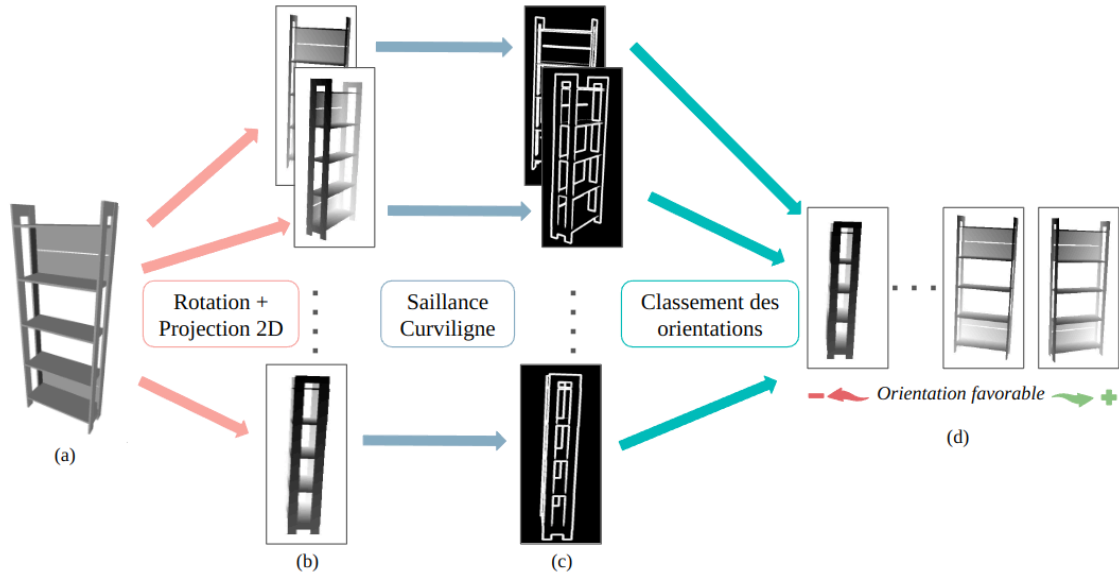 Rotation +
Projection 2D
Saillance
Curviligne
Classement des
orientations
Orientation favorable
(a)
(b)
(c)
(d)